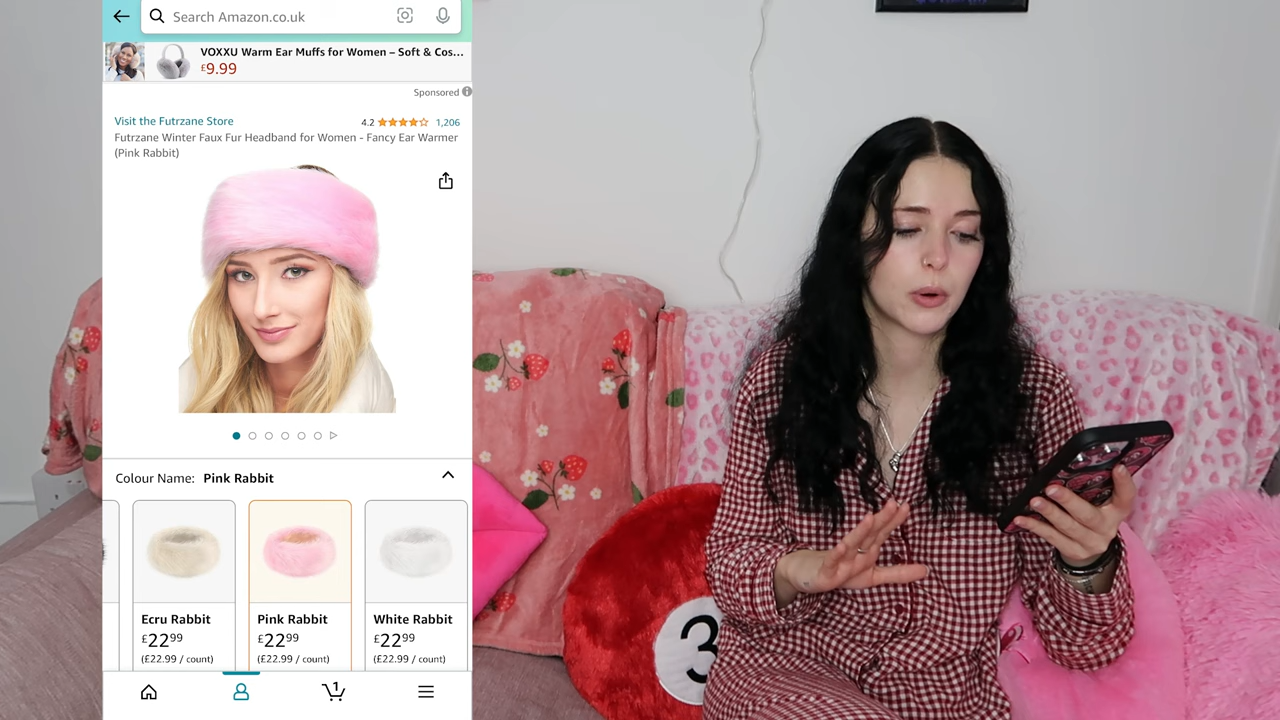 Search Amazon.co.uk
VOXXU Warm Ear Muffs for Women – Soft & Cos...
£9.99
Sponsored
Visit the Futrzane Store
4.2
1,206
Futrzane Winter Faux Fur Headband for Women - Fancy Ear Warmer
(Pink Rabbit)
Colour Name: Pink Rabbit
Ecru Rabbit
£22.99
(£22.99 / count)
Pink Rabbit
£22.99
(£22.99 / count)
White Rabbit
£22.99
(£22.99 / count)
1
3